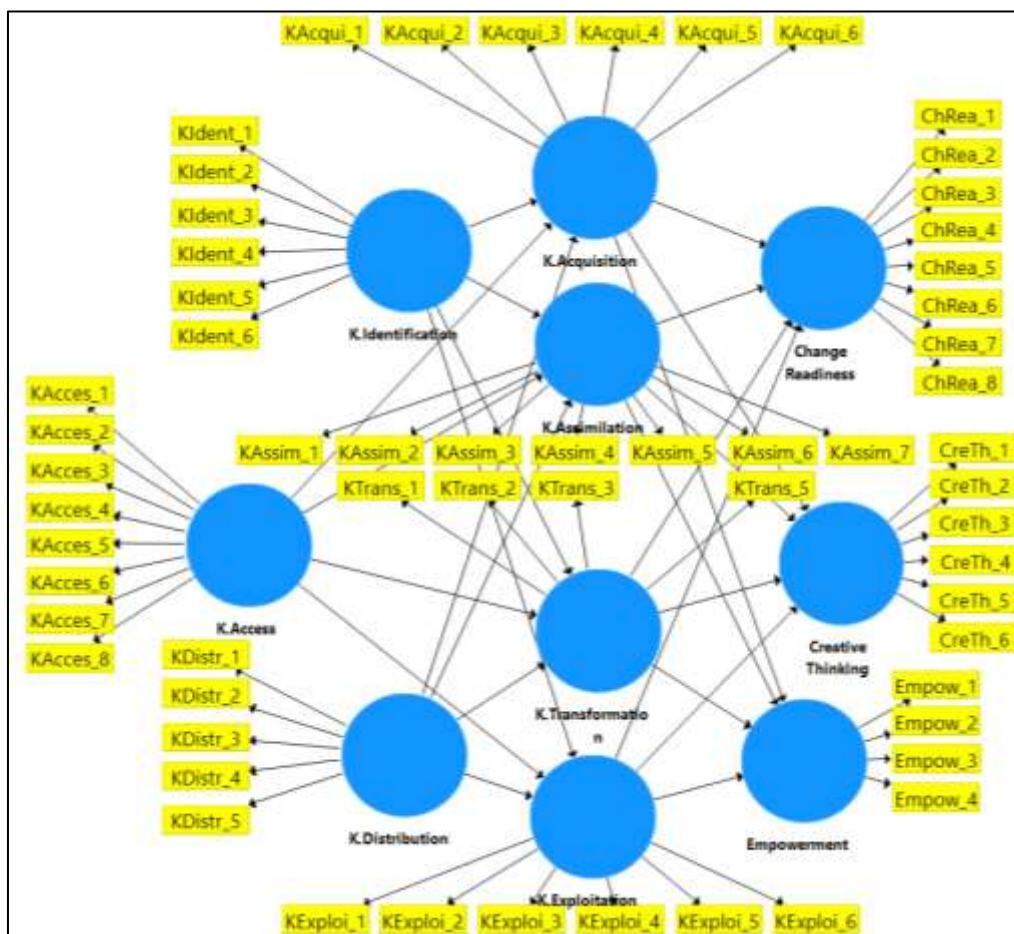 KAcqui_1 KAcqui_2 KAcqui_3 KAcqui_4 KAcqui_5 KAcqui_6
KIdent_1
KIdent_2
KIdent_3
KIdent_4
KIdent_5
KIdent_6
K.Identification
K.Acquisition
ChRea_1
ChRea_2
ChRea_3
ChRea_4
ChRea_5
ChRea_6
ChRea_7
ChRea_8
Change
Readiness
K.Assimilation
KAssim_1 KAssim_2 KAssim_3 KAssim_4 KAssim_5 KAssim_6 KAssim_7
KTrans_1 KTrans_2 KTrans_3 KTrans_5
KAcces_1
KAcces_2
KAcces_3
KAcces_4
KAcces_5
KAcces_6
KAcces_7
KAcces_8
K.Access
CreTh_1
CreTh_2
CreTh_3
CreTh_4
CreTh_5
CreTh_6
Creative
Thinking
K.Transformatio
n
KDistr_1
KDistr_2
KDistr_3
KDistr_4
KDistr_5
K.Distribution
Empow_1
Empow_2
Empow_3
Empow_4
Empowerment
K.Exploitation
KExploi_1 KExploi_2 KExploi_3 KExploi_4 KExploi_5 KExploi_6